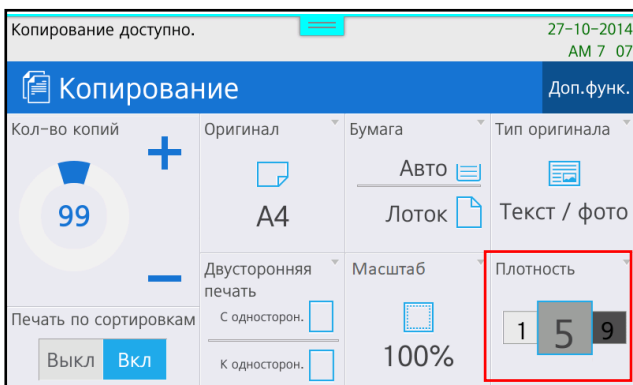 Копирование доступно.
27-10-2014
AM 7 07
Копирование
Доп.функ.
Кол-во копий
99
Оригинал
A4
Бумага
Авто
Лоток
Тип оригинала
Текст / фото
Печать по сортировкам
Выкл Вкл
Двусторонняя
печать
С односторон.
К односторон.
Масштаб
100%
Плотность
1 5 9